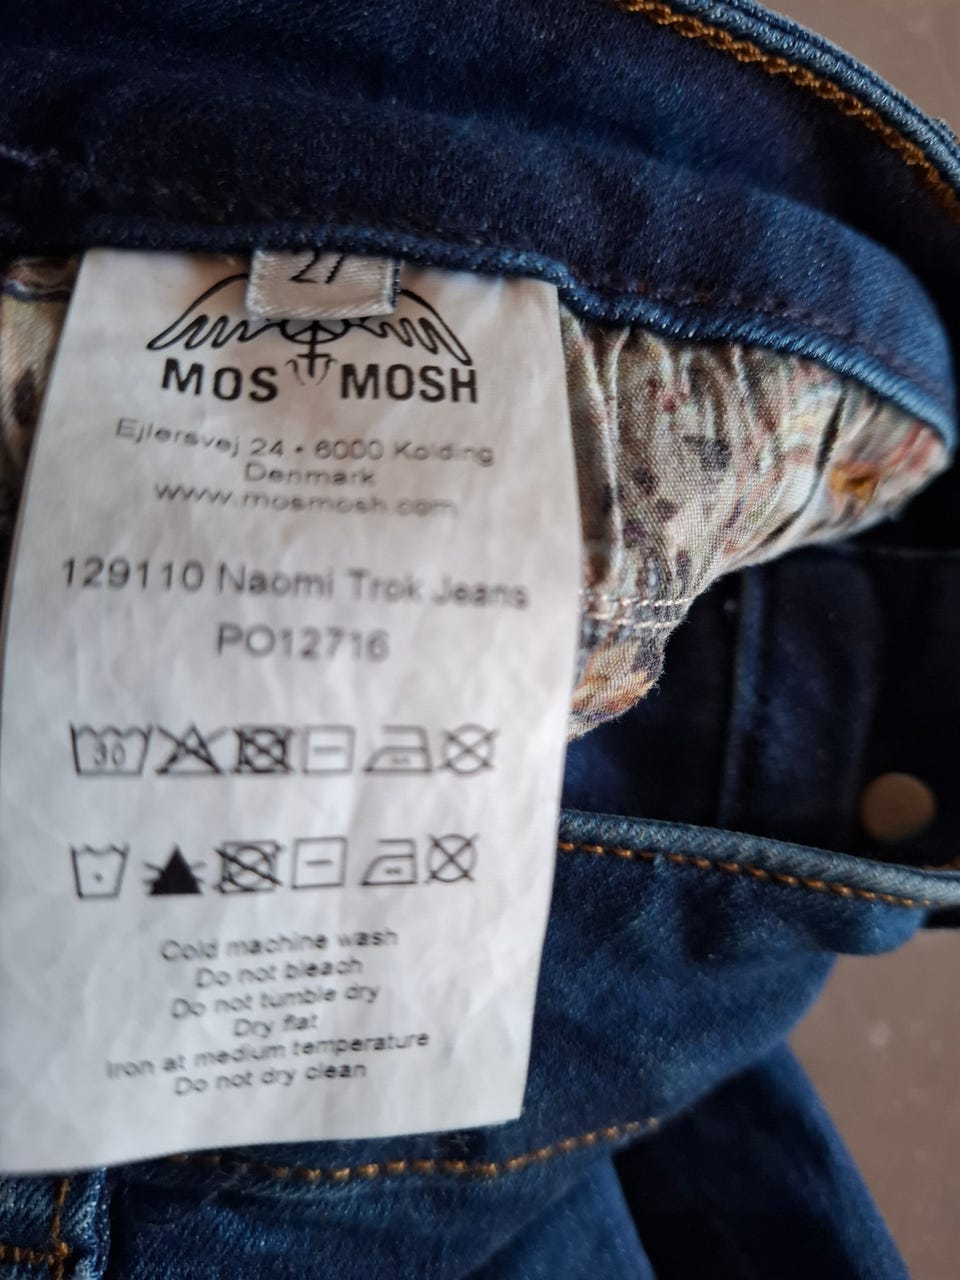 27
MOS MOSH
Ejlersvej 24 • 6000 Kolding
Denmark
www.mosmosh.com
129110 Naomi Trok Jeans
PO12716
30
Cold machine wash
Do not bleach
Do not tumble dry
Dry flat
Iron at medium temperature
Do not dry clean